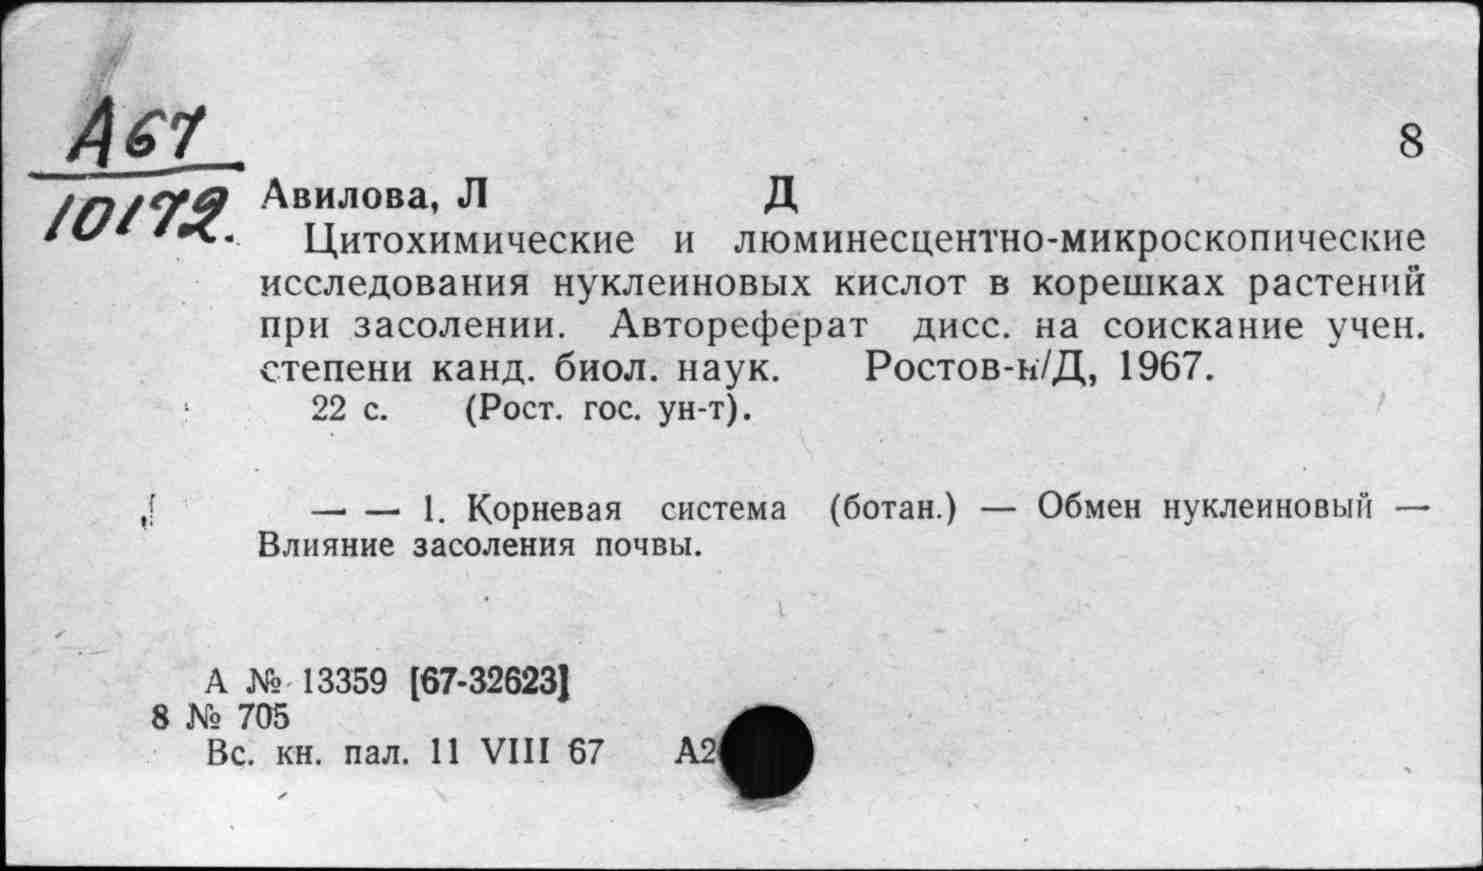 А67
8
10172.
Авилова, Л Д
Цитохимические и люминесцентно-микроскопические
исследования нуклеиновых кислот в корешках растений
при засолении. Автореферат дисс. на соискание учен.
степени канд. биол. наук. Ростов-н/Д, 1967.
22 с. (Рост. гос. ун-т).
— — 1. Корневая система (ботан.) — Обмен нуклеиновый —
Влияние засоления почвы.
А № 13359 [67-32623]
8 № 705
Вс. кн. пал. 11 VIII 67 А2